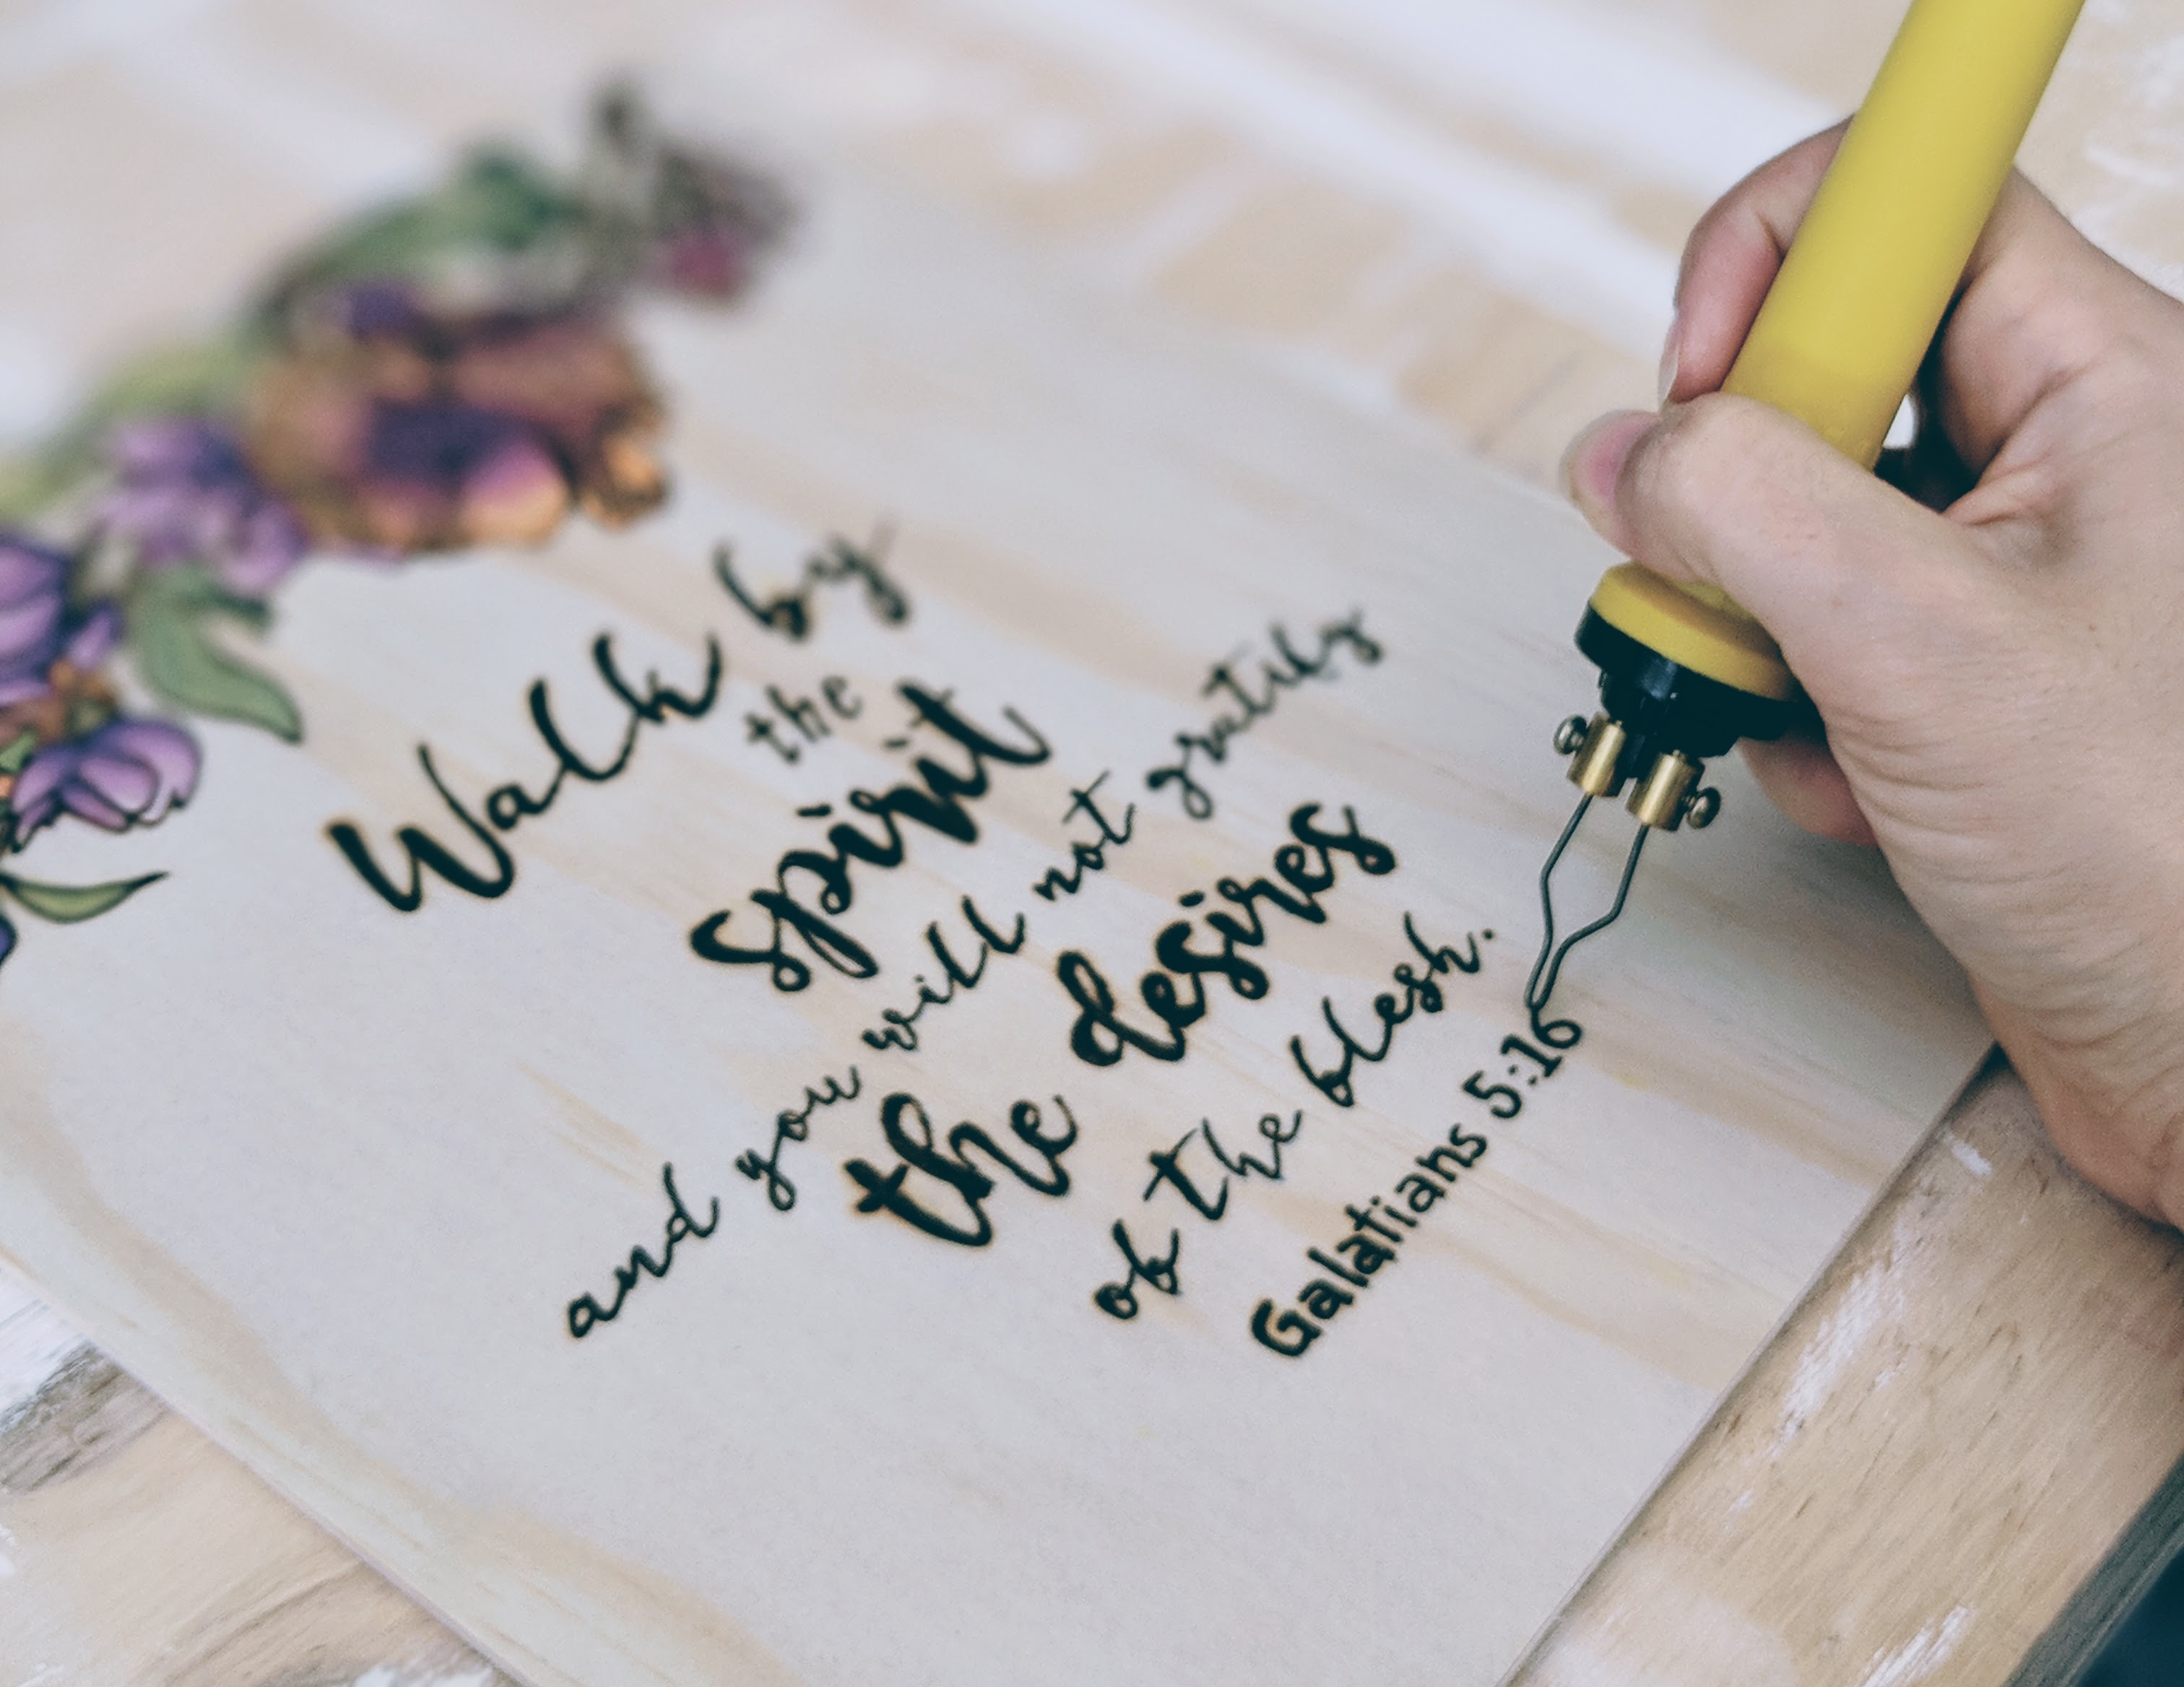 Walk by
the
spirit
and you will not gratify
the desires
of the flesh.
Galatians 5:16